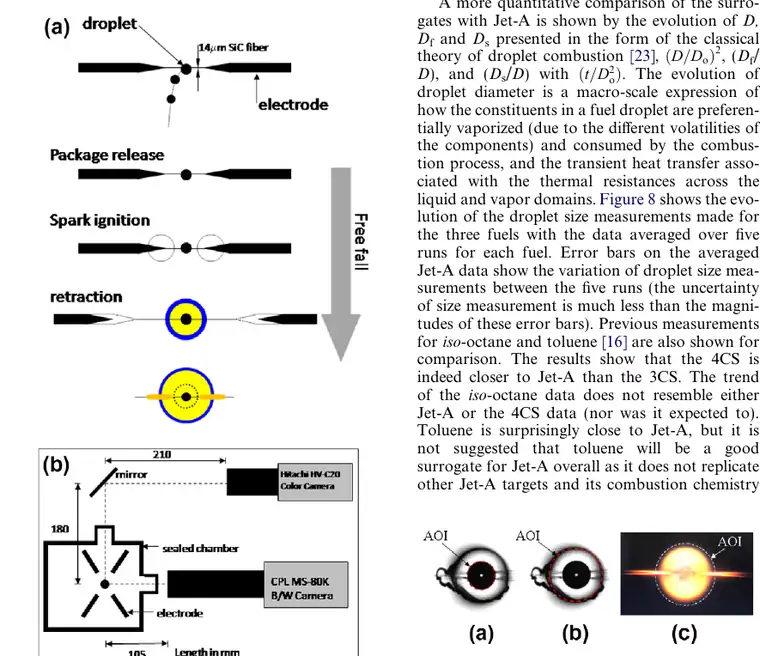 (a)
droplet
14μm SiC fiber
electrode
Package release
Spark ignition
Free fall
retraction
(b)
210
mirror
Hitachi HV-C20
Color Camera
180
sealed chamber
CPL MS-80K
B/W Camera
electrode
105
Length in mm
A more quantitative comparison of the surro-
gates with Jet-A is shown by the evolution of D,
Df and Ds presented in the form of the classical
theory of droplet combustion [23], (D/Do)², (Df/
D), and (Ds/D) with (t/Do²). The evolution of
droplet diameter is a macro-scale expression of
how the constituents in a fuel droplet are preferen-
tially vaporized (due to the different volatilities of
the components) and consumed by the combus-
tion process, and the transient heat transfer asso-
ciated with the thermal resistances across the
liquid and vapor domains. Figure 8 shows the evo-
lution of the droplet size measurements made for
the three fuels with the data averaged over five
runs for each fuel. Error bars on the averaged
Jet-A data show the variation of droplet size mea-
surements between the five runs (the uncertainty
of size measurement is much less than the magni-
tudes of these error bars). Previous measurements
for iso-octane and toluene [16] are also shown for
comparison. The results show that the 4CS is
indeed closer to Jet-A than the 3CS. The trend
of the iso-octane data does not resemble either
Jet-A or the 4CS data (nor was it expected to).
Toluene is surprisingly close to Jet-A, but it is
not suggested that toluene will be a good
surrogate for Jet-A overall as it does not replicate
other Jet-A targets and its combustion chemistry
AOI
AOI
AOI
(a)
(b)
(c)